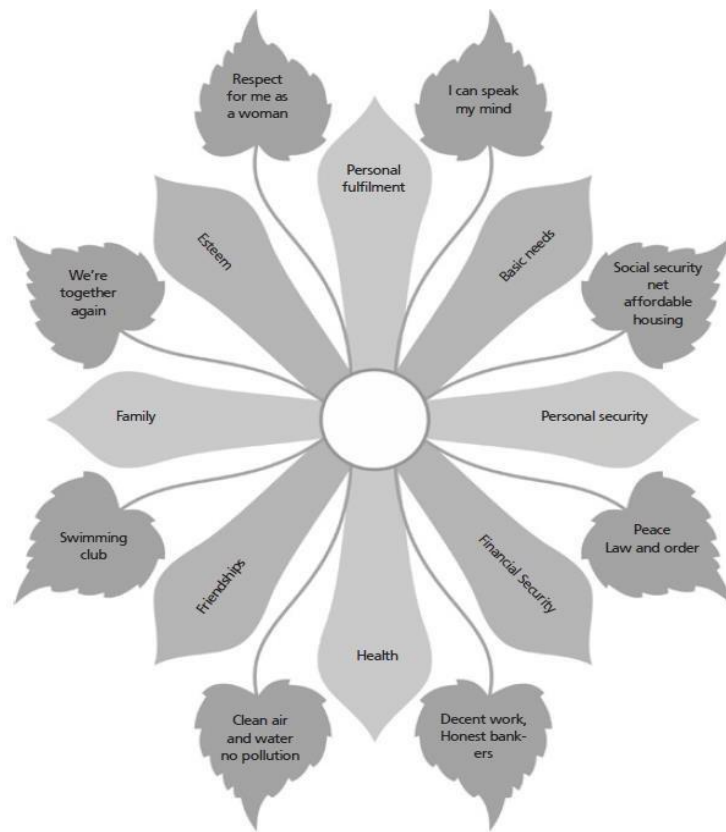 Respect
for me as
a woman
I can speak
my mind
Personal
fulfilment
Esteem
Basic needs
We're
together
again
Social security
net
affordable
housing
Family
Personal security
Swimming
club
Peace
Law and order
Friendships
Financial Security
Health
Clean air
and water
no pollution
Decent work,
Honest bank-
ers